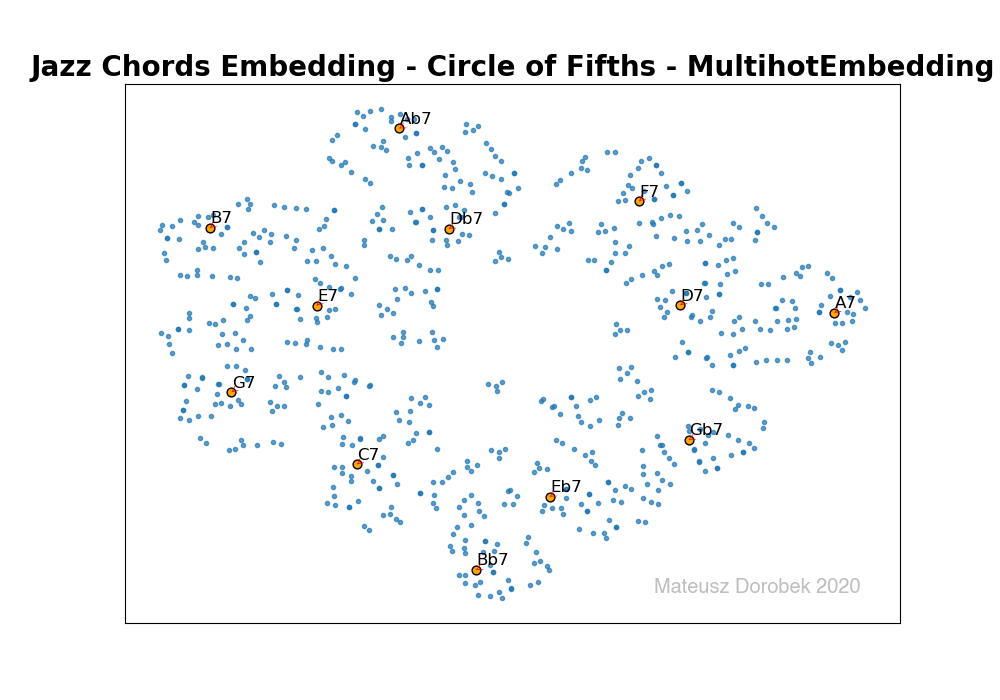 Jazz Chords Embedding - Circle of Fifths - MultihotEmbedding
Ab7
F7
B7
Db7
E7
D7
A7
G7
Gb7
C7
Eb7
Bb7
Mateusz Dorobek 2020